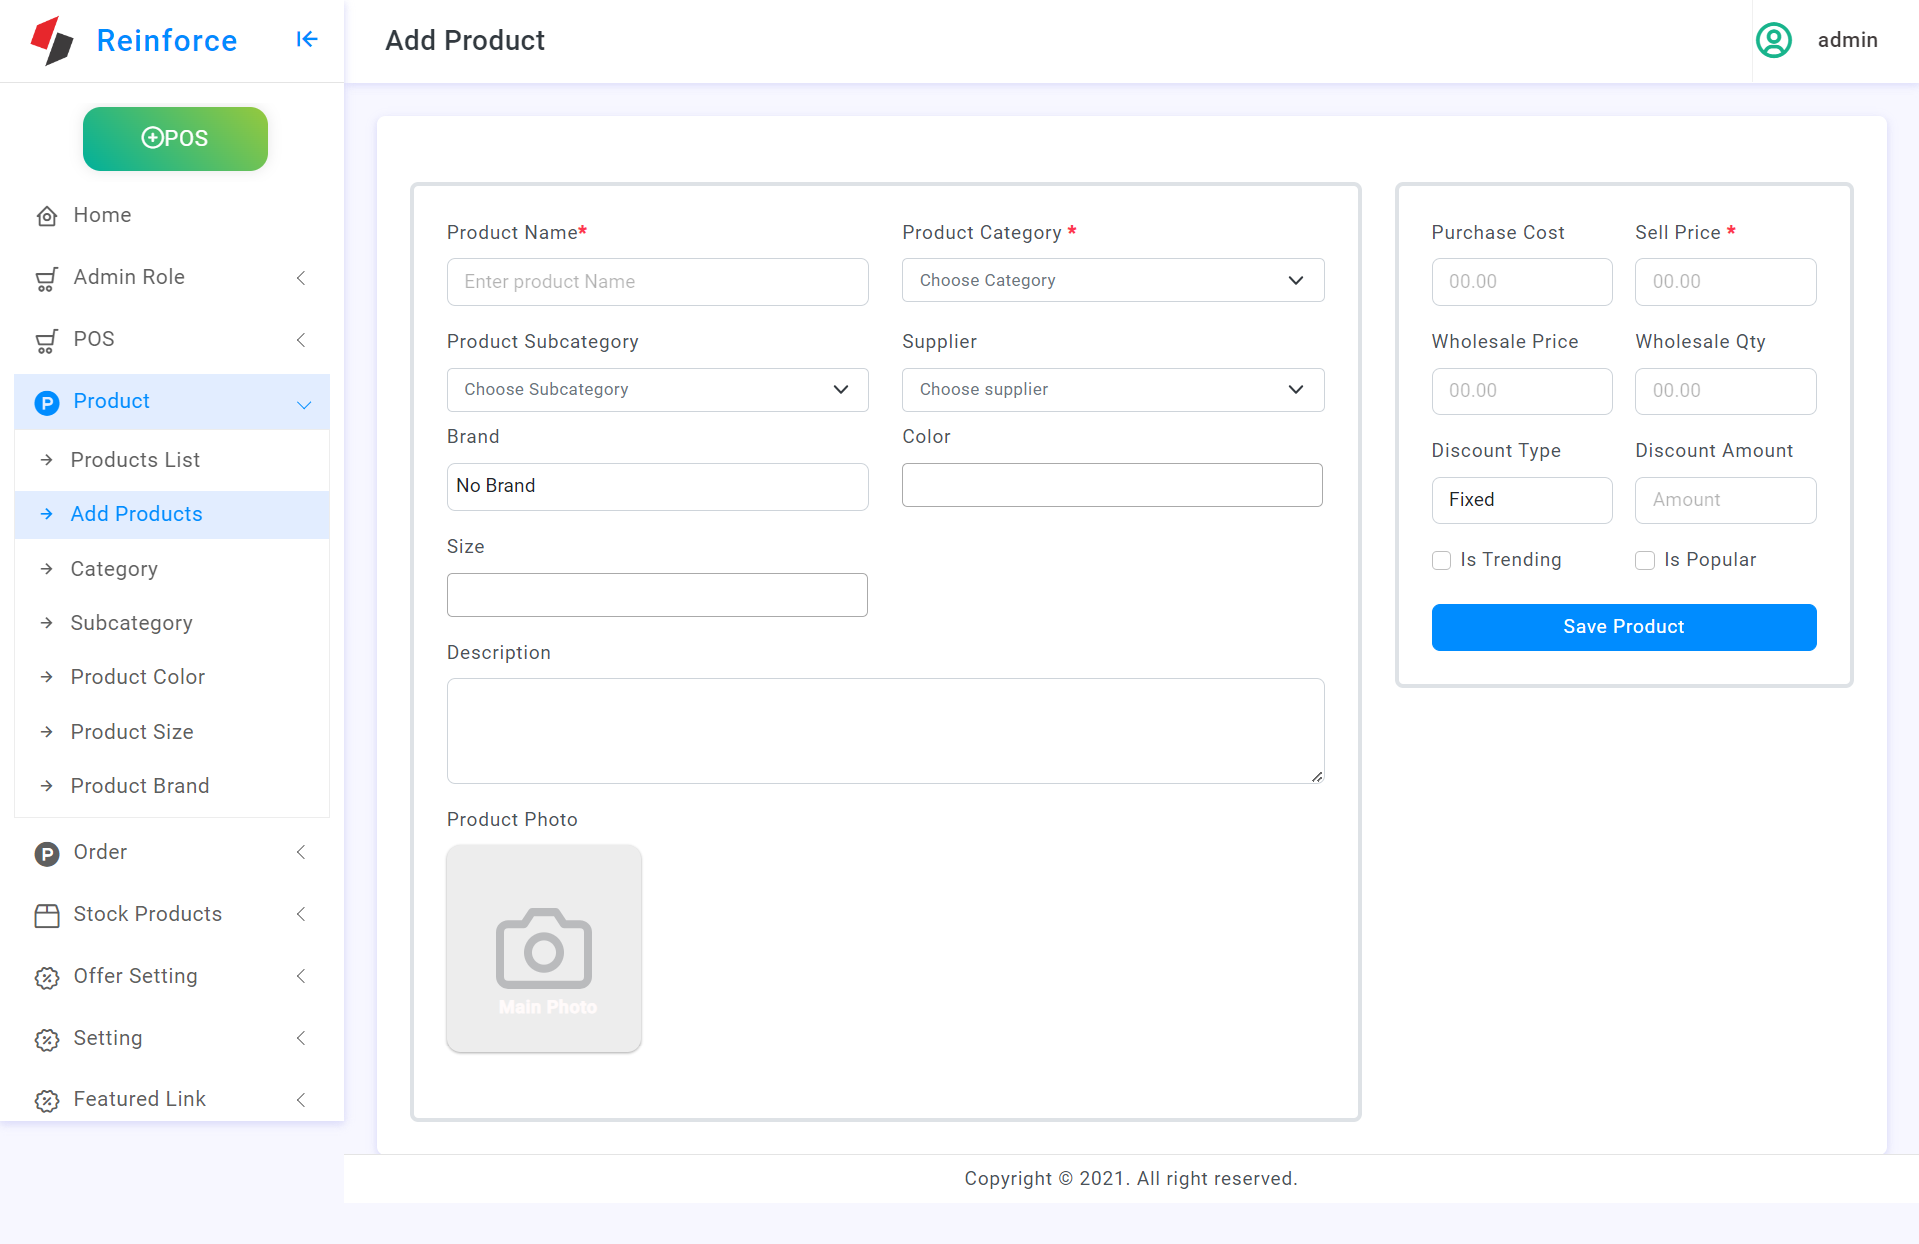 Reinforce
Add Product
admin
POS
Home
Admin Role
POS
Product
Products List
Add Products
Category
Subcategory
Product Color
Product Size
Product Brand
Order
Stock Products
Offer Setting
Setting
Featured Link
Product Name*
Product Category *
Enter product Name
Choose Category
Product Subcategory
Supplier
Choose Subcategory
Choose supplier
Brand
Color
No Brand
Size
Description
Product Photo
Main Photo
Purchase Cost
Sell Price *
00.00
00.00
Wholesale Price
Wholesale Qty
00.00
00.00
Discount Type
Discount Amount
Fixed
Amount
Is Trending
Is Popular
Save Product
Copyright © 2021. All right reserved.